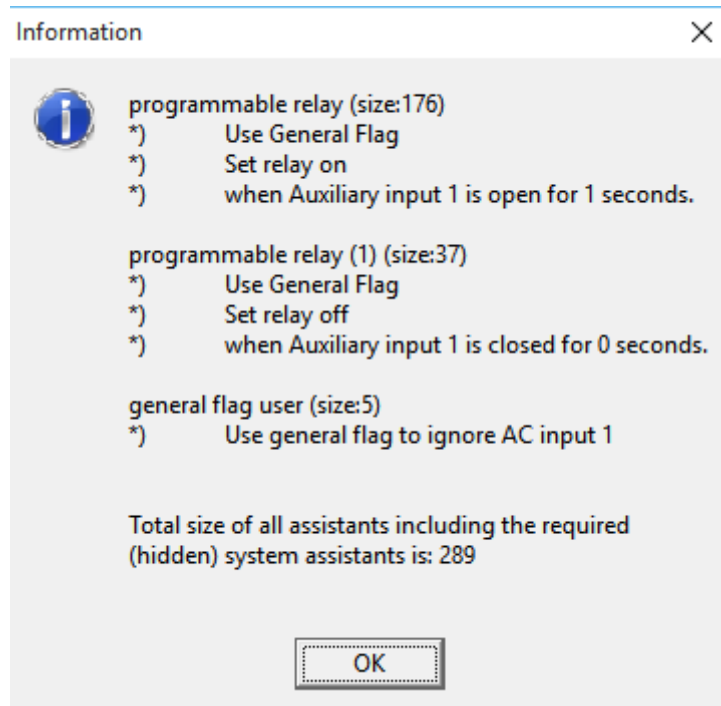 Information
programmable relay (size:176)
*) Use General Flag
*) Set relay on
*) when Auxiliary input 1 is open for 1 seconds.
programmable relay (1) (size:37)
*) Use General Flag
*) Set relay off
*) when Auxiliary input 1 is closed for 0 seconds.
general flag user (size:5)
*) Use general flag to ignore AC input 1
Total size of all assistants including the required
(hidden) system assistants is: 289
OK